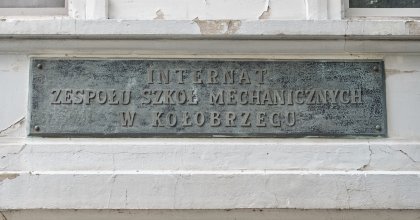 INTERNAT
ZESPOŁU SZKÓŁ MECHANICZNYCH
W KOŁOBRZEGU